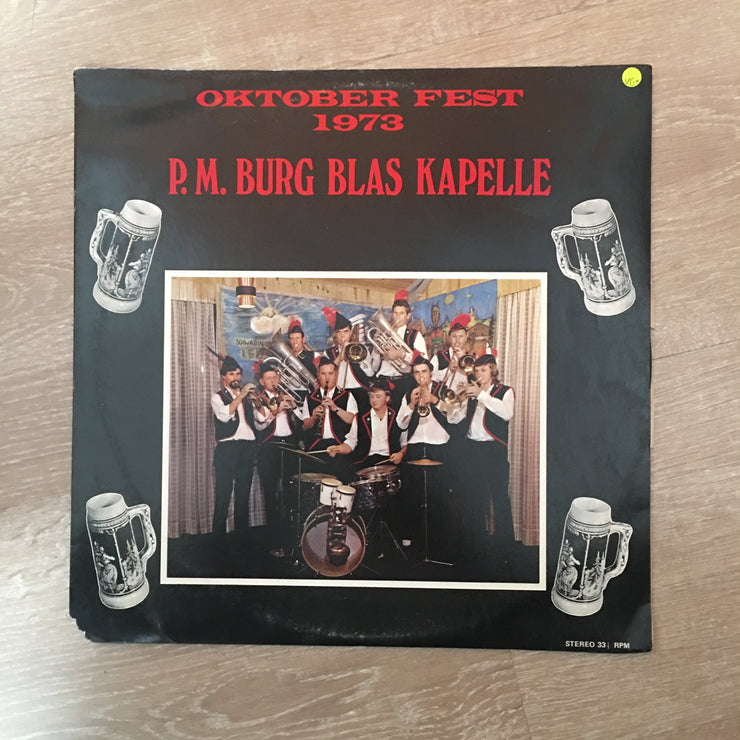 OKTOBER FEST
1973
P. M. BURG BLAS KAPELLE
STEREO 33⅓ RPM